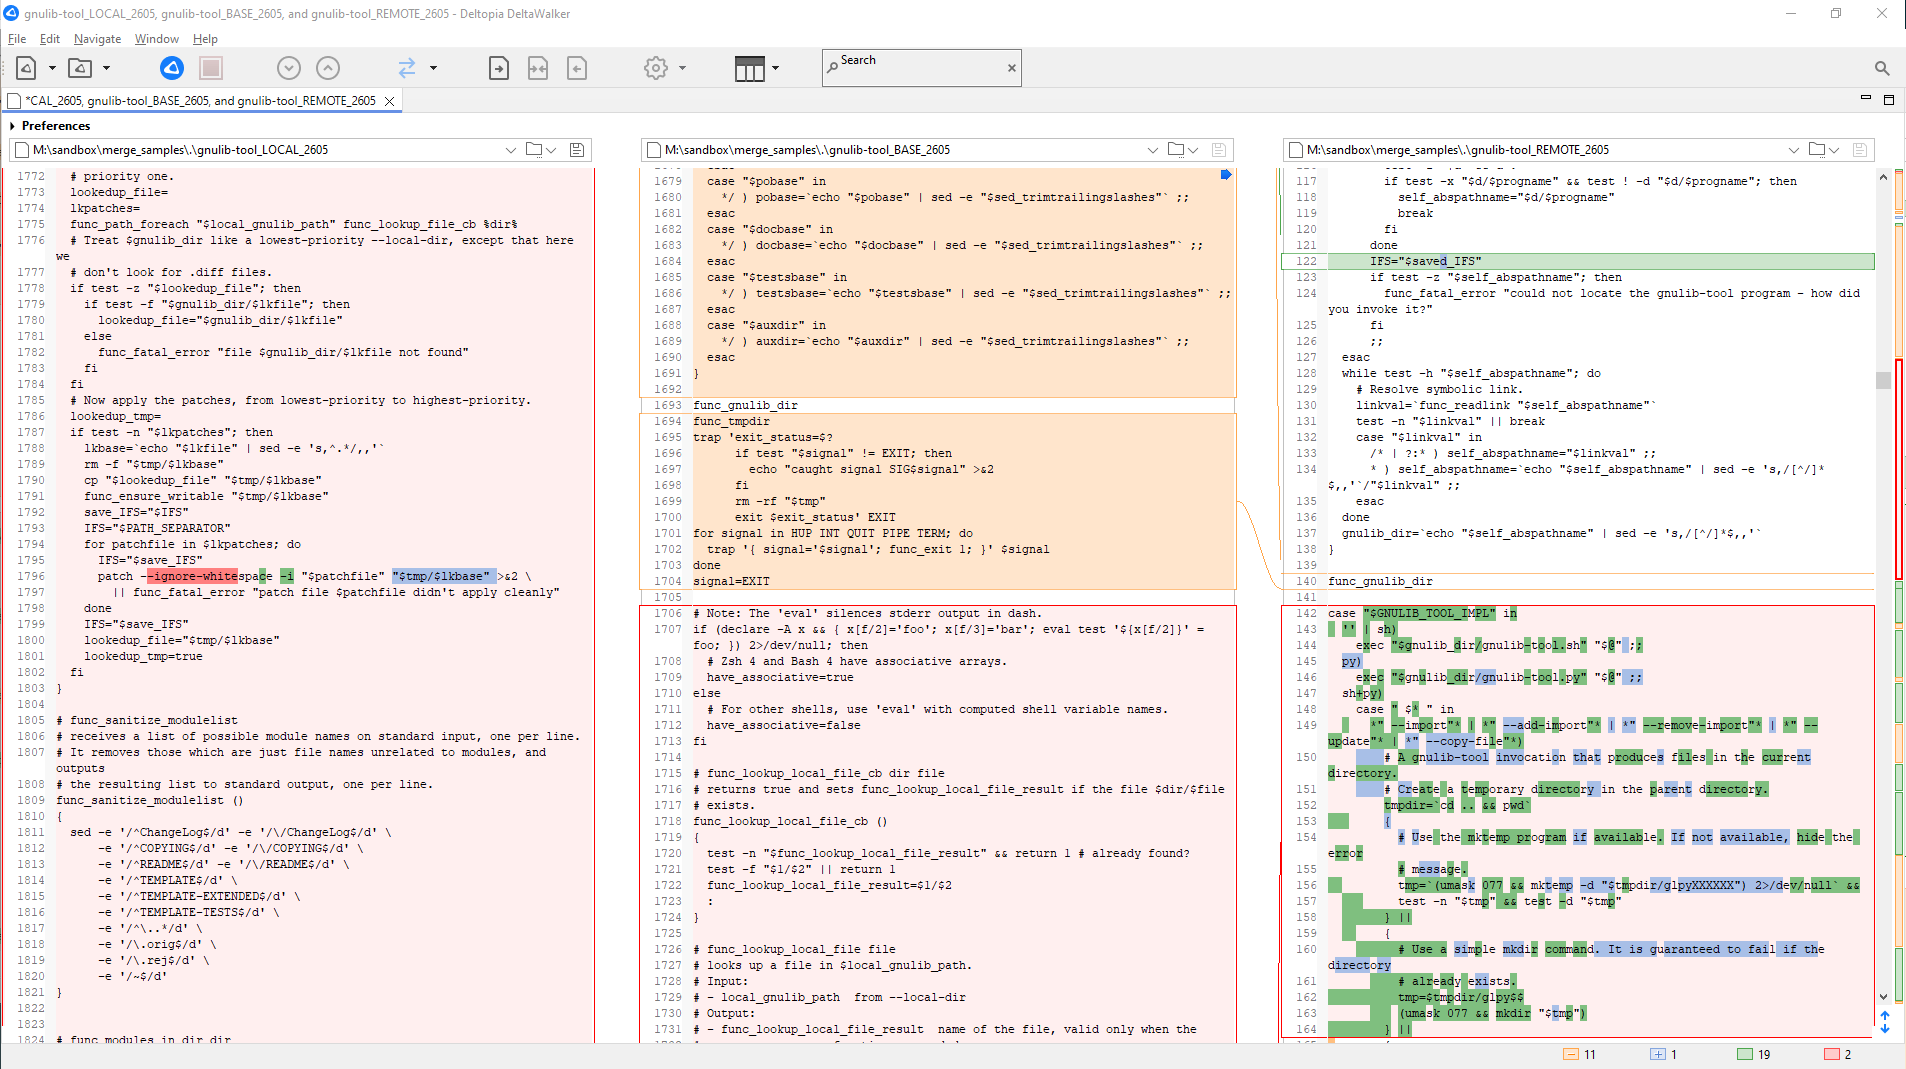 gnulib-tool_LOCAL_2605, gnulib-tool_BASE_2605, and gnulib-tool_REMOTE_2605 - Deltopia DeltaWalker
File Edit Navigate Window Help
Search
*CAL_2605, gnulib-tool_BASE_2605, and gnulib-tool_REMOTE_2605
Preferences
M:\sandbox\merge_samples\.\gnulib-tool_LOCAL_2605
1772   # priority one.
1773   lookedup_file=
1774   lkpatches=
1775   func_path_foreach "$local_gnulib_path" func_lookup_file_cb %dir%
1776   # Treat $gnulib_dir like a lowest-priority --local-dir, except that here
we
1777   # don't look for .diff files.
1778   if test -z "$lookedup_file"; then
1779     if test -f "$gnulib_dir/$lkfile"; then
1780       lookedup_file="$gnulib_dir/$lkfile"
1781     else
1782       func_fatal_error "file $gnulib_dir/$lkfile not found"
1783     fi
1784   fi
1785   # Now apply the patches, from lowest-priority to highest-priority.
1786   lookedup_tmp=
1787   if test -n "$lkpatches"; then
1788     lkbase=`echo "$lkfile" | sed -e 's,^.*/,,'`
1789     rm -f "$tmp/$lkbase"
1790     cp "$lookedup_file" "$tmp/$lkbase"
1791     func_ensure_writable "$tmp/$lkbase"
1792     save_IFS="$IFS"
1793     IFS="$PATH_SEPARATOR"
1794     for patchfile in $lkpatches; do
1795       IFS="$save_IFS"
1796       patch --ignore-whitespace -i "$patchfile" "$tmp/$lkbase" >&2 \
1797         || func_fatal_error "patch file $patchfile didn't apply cleanly"
1798     done
1799     IFS="$save_IFS"
1800     lookedup_file="$tmp/$lkbase"
1801     lookedup_tmp=true
1802   fi
1803 }
1804
1805 # func_sanitize_modulelist
1806 # receives a list of possible module names on standard input, one per line.
1807 # It removes those which are just file names unrelated to modules, and
outputs
1808 # the resulting list to standard output, one per line.
1809 func_sanitize_modulelist ()
1810 {
1811   sed -e '/^ChangeLog$/d' -e '/\/ChangeLog$/d' \
1812       -e '/^COPYING$/d' -e '/\/COPYING$/d' \
1813       -e '/^README$/d' -e '/\/README$/d' \
1814       -e '/^TEMPLATE$/d' \
1815       -e '/^TEMPLATE-EXTENDED$/d' \
1816       -e '/^TEMPLATE-TESTS$/d' \
1817       -e '/^\..*/d' \
1818       -e '/\.orig$/d' \
1819       -e '/\.rej$/d' \
1820       -e '/~$/d'
1821 }
1822
1823
1824 # func_modules_in_dir dir
M:\sandbox\merge_samples\.\gnulib-tool_BASE_2605
1679   case "$pobase" in
1680     */ ) pobase=`echo "$pobase" | sed -e "$sed_trimtrailingslashes"` ;;
1681   esac
1682   case "$docbase" in
1683     */ ) docbase=`echo "$docbase" | sed -e "$sed_trimtrailingslashes"` ;;
1684   esac
1685   case "$testsbase" in
1686     */ ) testsbase=`echo "$testsbase" | sed -e "$sed_trimtrailingslashes"` ;;
1687   esac
1688   case "$auxdir" in
1689     */ ) auxdir=`echo "$auxdir" | sed -e "$sed_trimtrailingslashes"` ;;
1690   esac
1691 }
1692
1693 func_gnulib_dir
1694 func_tmpdir
1695 trap 'exit_status=$?
1696       if test "$signal" != EXIT; then
1697         echo "caught signal SIG$signal" >&2
1698       fi
1699       rm -rf "$tmp"
1700       exit $exit_status' EXIT
1701 for signal in HUP INT QUIT PIPE TERM; do
1702   trap '{ signal='$signal'; func_exit 1; }' $signal
1703 done
1704 signal=EXIT
1705
1706 # Note: The 'eval' silences stderr output in dash.
1707 if (declare -A x && { x[f/2]='foo'; x[f/3]='bar'; eval test '${x[f/2]}' =
foo; }) 2>/dev/null; then
1708   # Zsh 4 and Bash 4 have associative arrays.
1709   have_associative=true
1710 else
1711   # For other shells, use 'eval' with computed shell variable names.
1712   have_associative=false
1713 fi
1714
1715 # func_lookup_local_file_cb dir file
1716 # returns true and sets func_lookup_local_file_result if the file $dir/$file
1717 # exists.
1718 func_lookup_local_file_cb ()
1719 {
1720   test -n "$func_lookup_local_file_result" && return 1 # already found?
1721   test -f "$1/$2" || return 1
1722   func_lookup_local_file_result=$1/$2
1723   :
1724 }
1725
1726 # func_lookup_local_file file
1727 # looks up a file in $local_gnulib_path.
1728 # Input:
1729 # - local_gnulib_path  from --local-dir
1730 # Output:
1731 # - func_lookup_local_file_result  name of the file, valid only when the
M:\sandbox\merge_samples\.\gnulib-tool_REMOTE_2605
117         if test -x "$d/$progname" && test ! -d "$d/$progname"; then
118           self_abspathname="$d/$progname"
119           break
120         fi
121       done
122       IFS="$saved_IFS"
123       if test -z "$self_abspathname"; then
124         func_fatal_error "could not locate the gnulib-tool program - how did
you invoke it?"
125       fi
126       ;;
127   esac
128   while test -h "$self_abspathname"; do
129     # Resolve symbolic link.
130     linkval=`func_readlink "$self_abspathname"`
131     test -n "$linkval" || break
132     case "$linkval" in
133       /* | ?:* ) self_abspathname="$linkval" ;;
134       * ) self_abspathname=`echo "$self_abspathname" | sed -e 's,/[^/]*
$,,'`/"$linkval" ;;
135     esac
136   done
137   gnulib_dir=`echo "$self_abspathname" | sed -e 's,/[^/]*$,,'`
138 }
139
140 func_gnulib_dir
141
142 case "$GNULIB_TOOL_IMPL" in
143   '' | sh)
144     exec "$gnulib_dir/gnulib-tool.sh" "$@" ;;
145   py)
146     exec "$gnulib_dir/gnulib-tool.py" "$@" ;;
147   sh+py)
148     case " $* " in
149       *" --import"* | *" --add-import"* | *" --remove-import"* | *" --
update"* | *" --copy-file"*)
150         # A gnulib-tool invocation that produces files in the current
directory.
151         # Create a temporary directory in the parent directory.
152         tmpdir=`cd .. && pwd`
153         {
154           # Use the mktemp program if available. If not available, hide the
error
155           # message.
156           tmp=`(umask 077 && mktemp -d "$tmpdir/glpyXXXXXX") 2>/dev/null` &&
157           test -n "$tmp" && test -d "$tmp"
158         } ||
159         {
160           # Use a simple mkdir command. It is guaranteed to fail if the
directory
161           # already exists.
162           tmp=$tmpdir/glpy$$
163           (umask 077 && mkdir "$tmp")
164         } ||
11
1
19
2